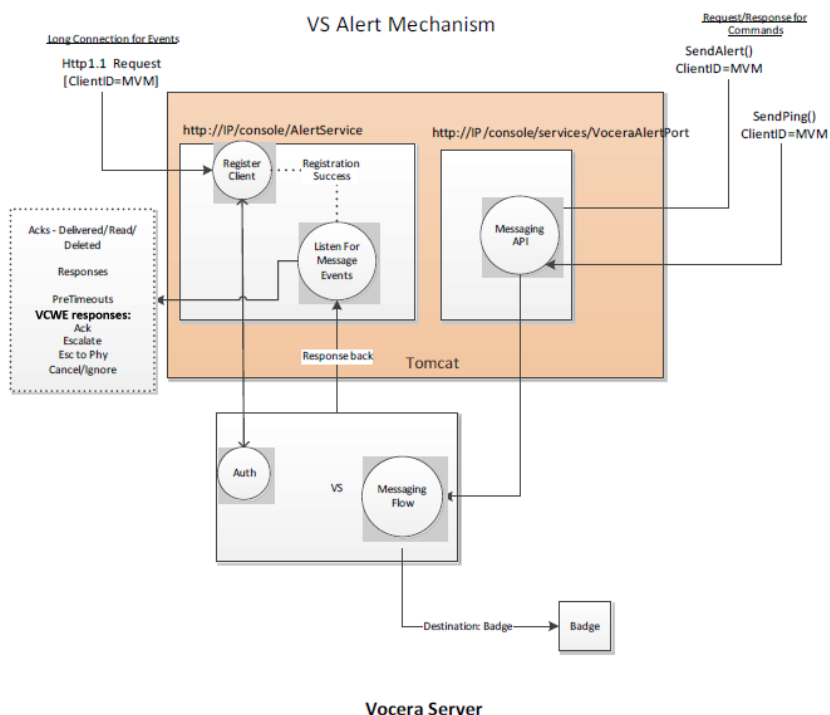 VS Alert Mechanism
Long Connection for Events
Http1.1 Request
[ClientID=MVM]
Request/Response for
Commands
SendAlert()
ClientID=MVM
SendPing()
ClientID=MVM
http://IP/console/AlertService
http://IP/console/services/VoceraAlertPort
Register
Client
Registration
Success
Listen For
Message
Events
Messaging
API
Acks - Delivered/Read/
Deleted
Responses
PreTimeouts
VCWE responses:
Ack
Escalate
Esc to Phy
Cancel/Ignore
Response back
Tomcat
Auth
VS
Messaging
Flow
Destination: Badge
Badge
Vocera Server